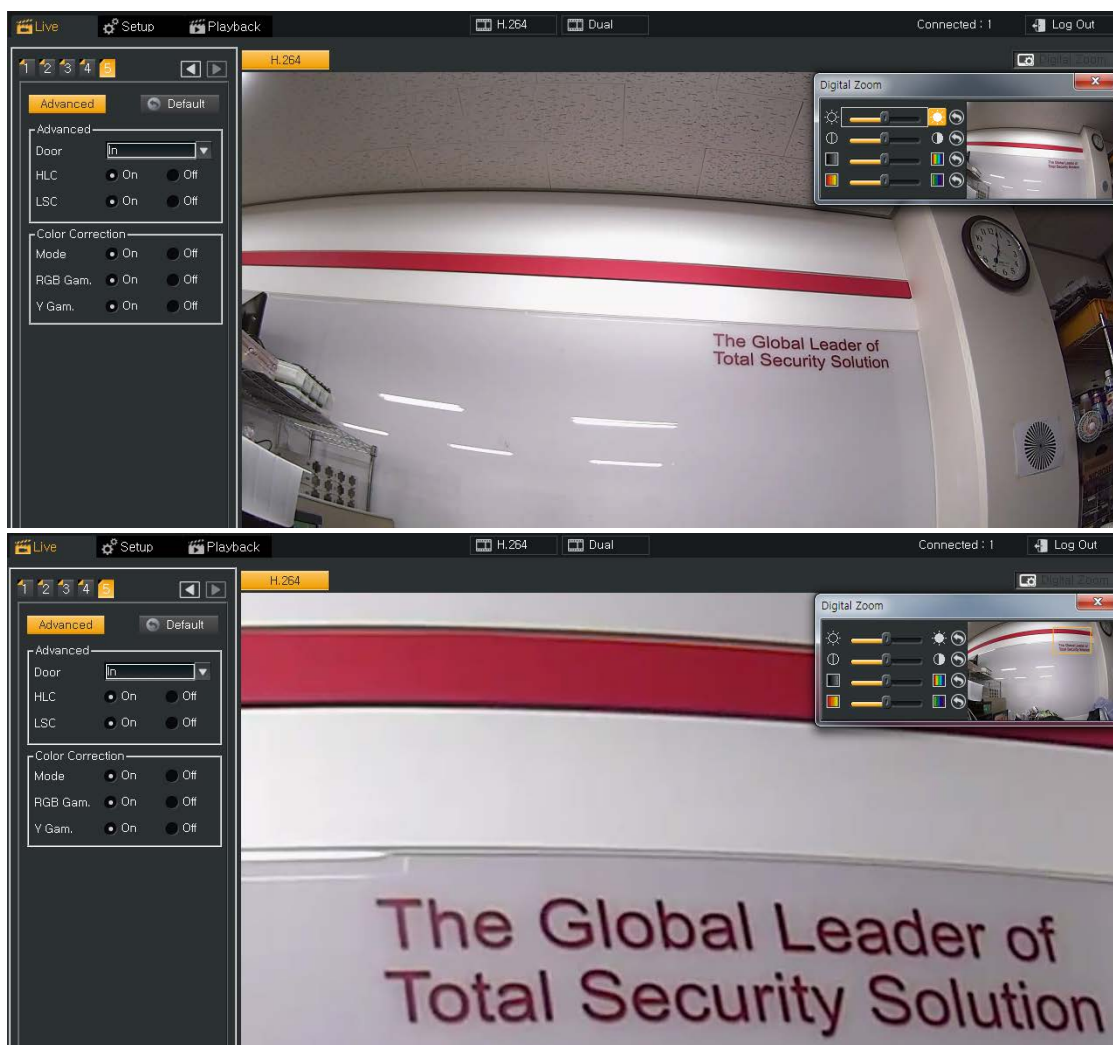 Live Setup Playback H.264 Dual Connected : 1 Log Out
1 2 3 4 5
H.264
Digital Zoom
Digital Zoom
x
Advanced Default
Advanced
Door In
HLC On Off
LSC On Off
Color Correction
Mode On Off
RGB Gam. On Off
Y Gam. On Off
The Global Leader of
Total Security Solution
Live Setup Playback H.264 Dual Connected : 1 Log Out
1 2 3 4 5
H.264
Digital Zoom
Digital Zoom
x
Advanced Default
Advanced
Door In
HLC On Off
LSC On Off
Color Correction
Mode On Off
RGB Gam. On Off
Y Gam. On Off
The Global Leader of
Total Security Solution